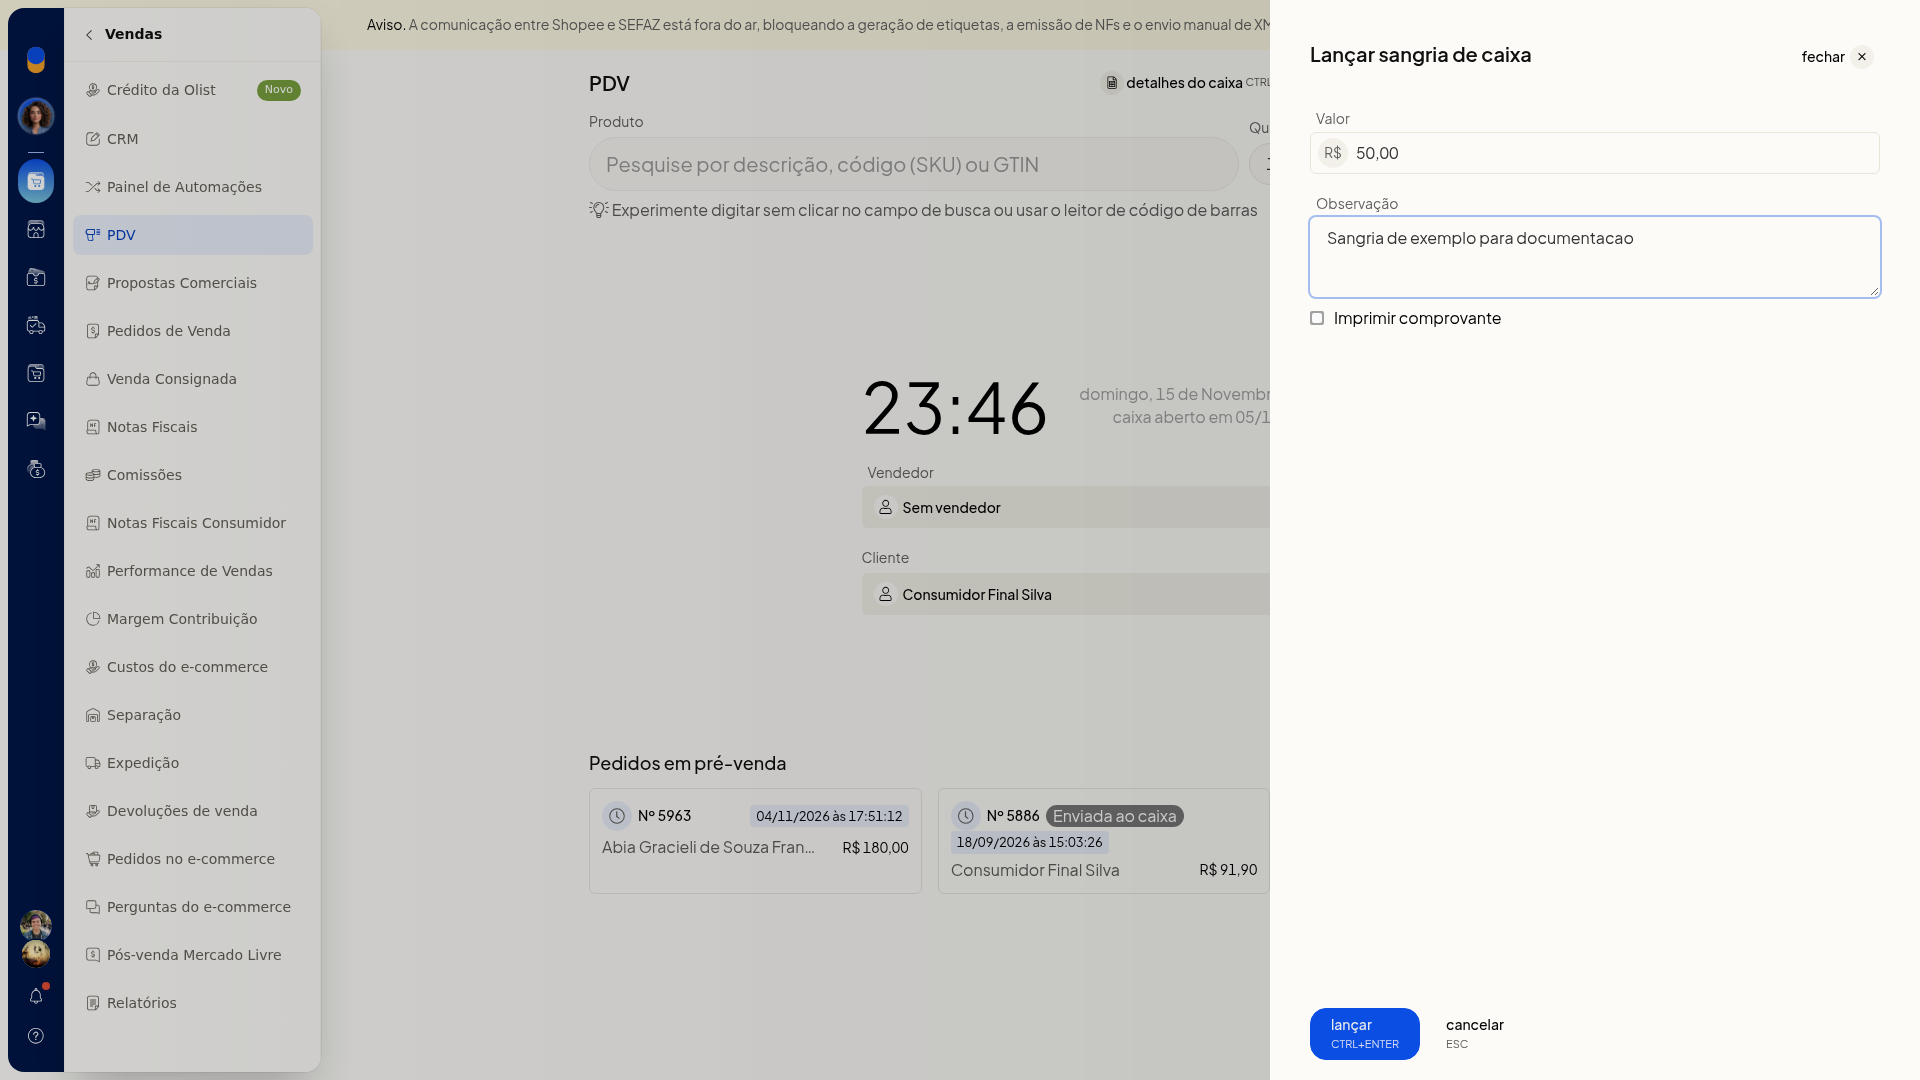 Vendas
Crédito da Olist
Novo
CRM
Painel de Automações
PDV
Propostas Comerciais
Pedidos de Venda
Venda Consignada
Notas Fiscais
Comissões
Notas Fiscais Consumidor
Performance de Vendas
Margem Contribuição
Custos do e-commerce
Separação
Expedição
Devoluções de venda
Pedidos no e-commerce
Perguntas do e-commerce
Pós-venda Mercado Livre
Relatórios
Aviso. A comunicação entre Shopee e SEFAZ está fora do ar, bloqueando a geração de etiquetas, a emissão de NFs e o envio manual de XM
PDV
detalhes do caixa CTRL
Produto
Qu
Pesquise por descrição, código (SKU) ou GTIN
Experimente digitar sem clicar no campo de busca ou usar o leitor de código de barras
23:46
domingo, 15 de Novembr
caixa aberto em 05/1
Vendedor
Sem vendedor
Cliente
Consumidor Final Silva
Pedidos em pré-venda
Nº 5963
04/11/2026 às 17:51:12
Abia Gracieli de Souza Fran...
R$ 180,00
Nº 5886
Enviada ao caixa
18/09/2026 às 15:03:26
Consumidor Final Silva
R$ 91,90
Lançar sangria de caixa
fechar
Valor
R$ 50,00
Observação
Sangria de exemplo para documentacao
Imprimir comprovante
lançar
CTRL+ENTER
cancelar
ESC